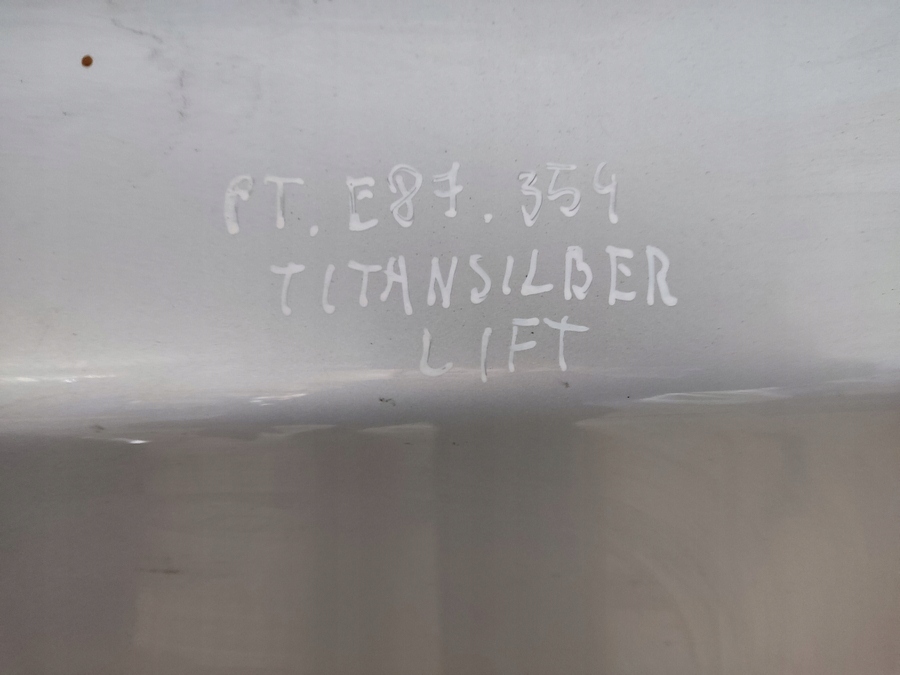 PT. E87. 354
TITANSILBER
LIFT